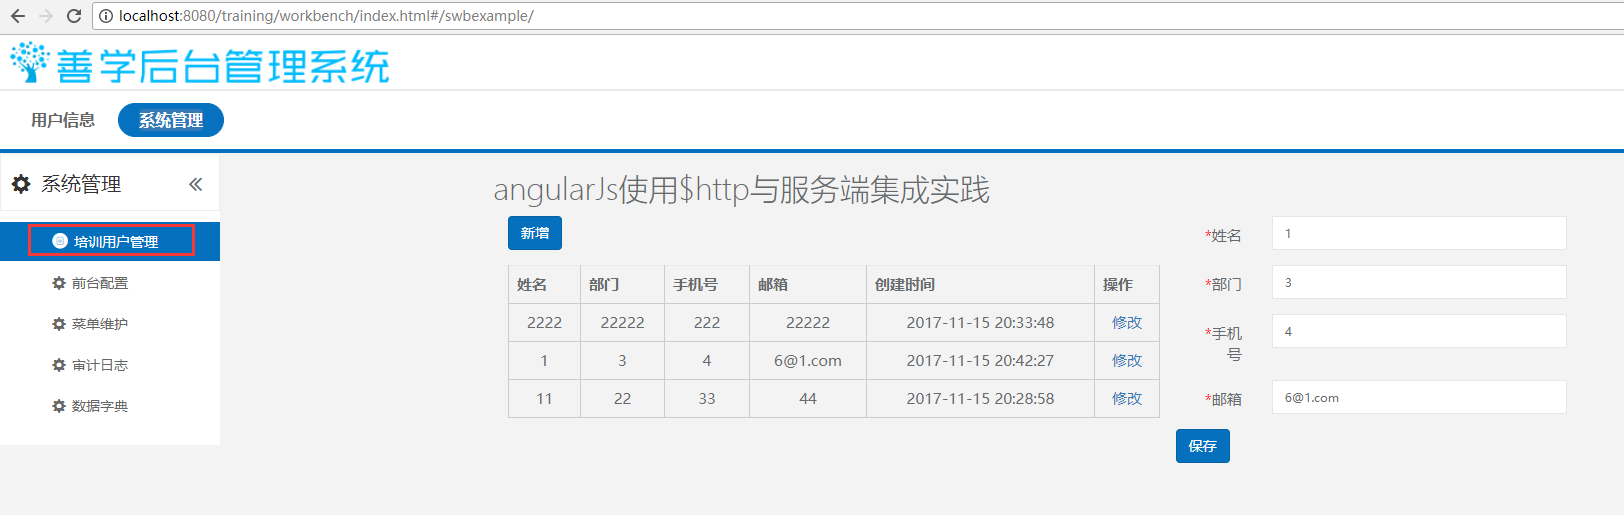 localhost:8080/training/workbench/index.html#/swbexample/
善学后台管理系统
用户信息 系统管理
系统管理
培训用户管理
前台配置
菜单维护
审计日志
数据字典
angularJs使用$http与服务端集成实践
新增
姓名 部门 手机号 邮箱 创建时间 操作
2222 22222 222 22222 2017-11-15 20:33:48 修改
1 3 4 6@1.com 2017-11-15 20:42:27 修改
11 22 33 44 2017-11-15 20:28:58 修改
*姓名 1
*部门 3
*手机号 4
*邮箱 6@1.com
保存